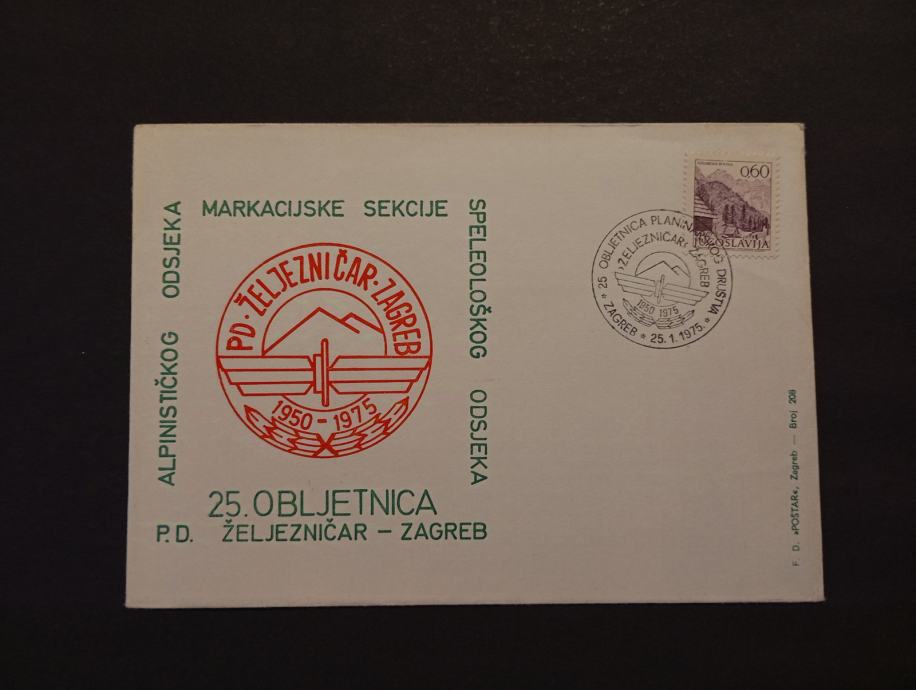 ALPINISTIČKOG ODSJEKA
MARKACIJSKE SEKCIJE
SPELEOLOŠKOG ODSJEKA
PD · ŽELJEZNIČAR · ZAGREB
1950 - 1975
25. OBLJETNICA
P.D. ŽELJEZNIČAR – ZAGREB
0,60
JUGOSLAVIJA
25 OBLJETNICA PLANINARSKOG DRUŠTVA
"ŽELJEZNIČAR" ZAGREB
1950 1975
* ZAGREB * 25.1.1975. *
F. D. »POŠTAR«, Zagreb — Broj 208